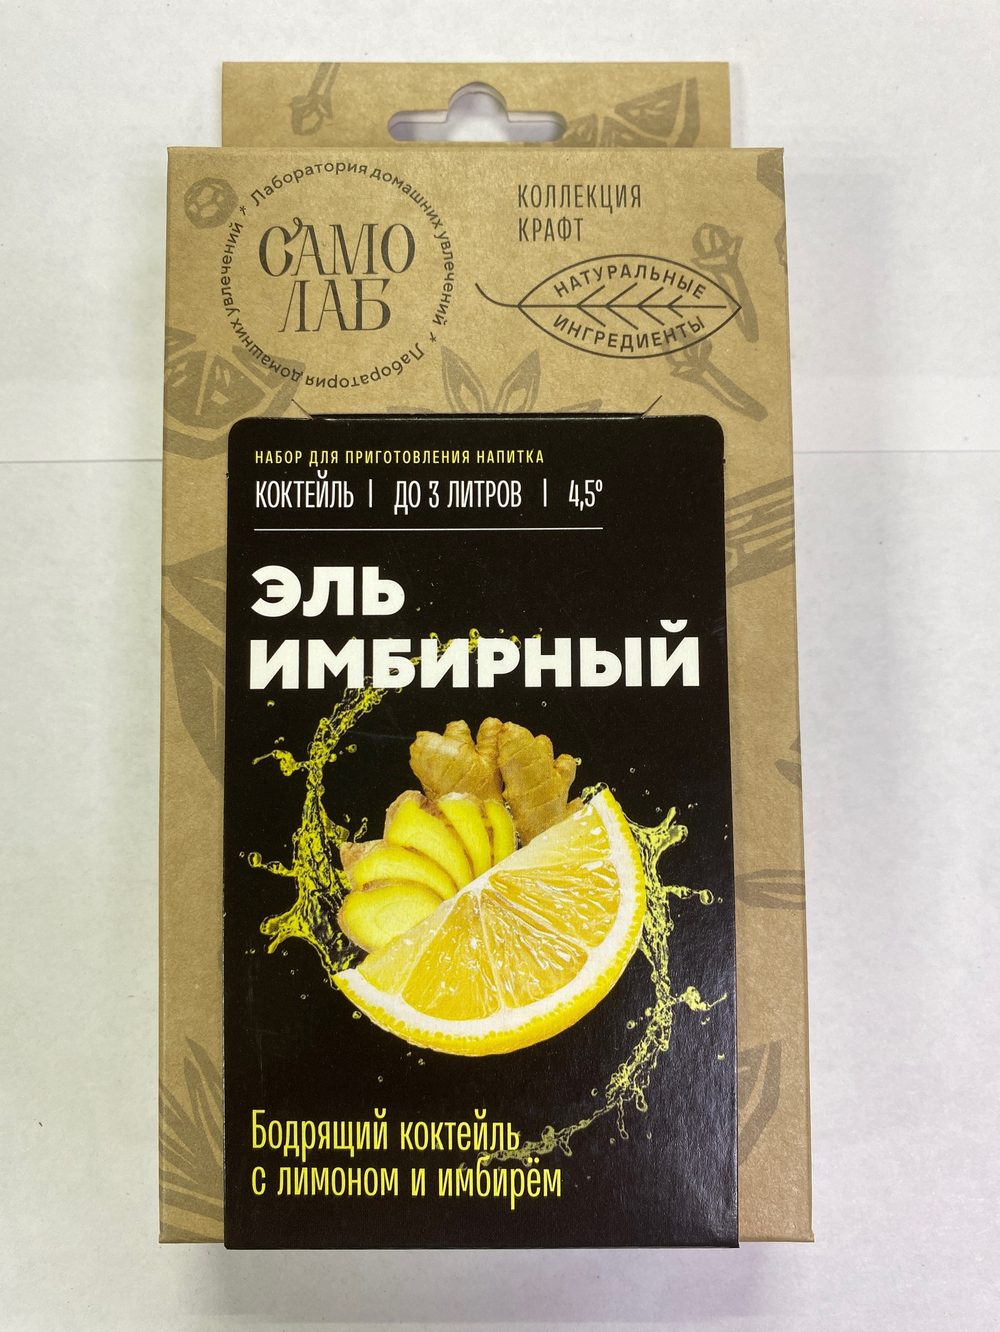 * Лаборатория домашних увлечений * Лаборатория домашних увлечений
САМО
ЛАБ
КОЛЛЕКЦИЯ
КРАФТ
НАТУРАЛЬНЫЕ
ИНГРЕДИЕНТЫ
НАБОР ДЛЯ ПРИГОТОВЛЕНИЯ НАПИТКА
КОКТЕЙЛЬ | ДО 3 ЛИТРОВ | 4,5°
ЭЛЬ
ИМБИРНЫЙ
Бодрящий коктейль
с лимоном и имбирём